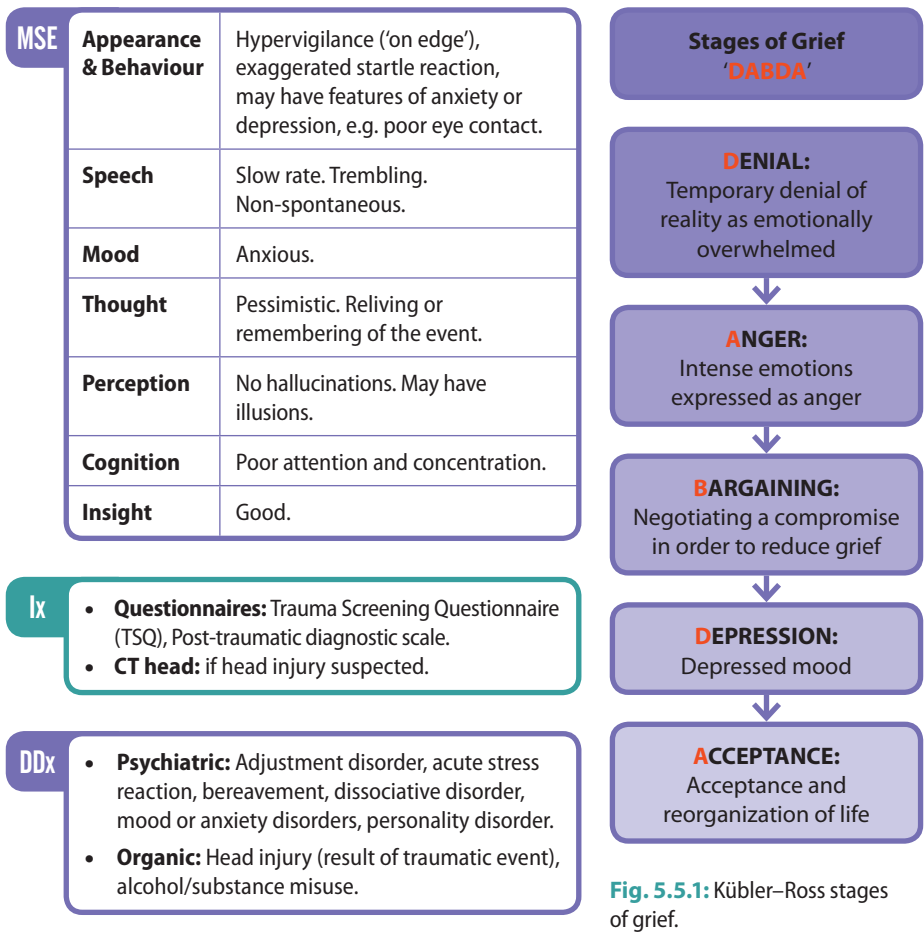 MSE
Appearance
& Behaviour
Hypervigilance (‘on edge’),
exaggerated startle reaction,
may have features of anxiety or
depression, e.g. poor eye contact.
Speech
Slow rate. Trembling.
Non-spontaneous.
Mood
Anxious.
Thought
Pessimistic. Reliving or
remembering of the event.
Perception
No hallucinations. May have
illusions.
Cognition
Poor attention and concentration.
Insight
Good.
Ix
• Questionnaires: Trauma Screening Questionnaire
(TSQ), Post-traumatic diagnostic scale.
• CT head: if head injury suspected.
DDx
• Psychiatric: Adjustment disorder, acute stress
reaction, bereavement, dissociative disorder,
mood or anxiety disorders, personality disorder.
• Organic: Head injury (result of traumatic event),
alcohol/substance misuse.
Stages of Grief
‘DABDA’
DENIAL:
Temporary denial of
reality as emotionally
overwhelmed
ANGER:
Intense emotions
expressed as anger
BARGAINING:
Negotiating a compromise
in order to reduce grief
DEPRESSION:
Depressed mood
ACCEPTANCE:
Acceptance and
reorganization of life
Fig. 5.5.1: Kübler–Ross stages
of grief.